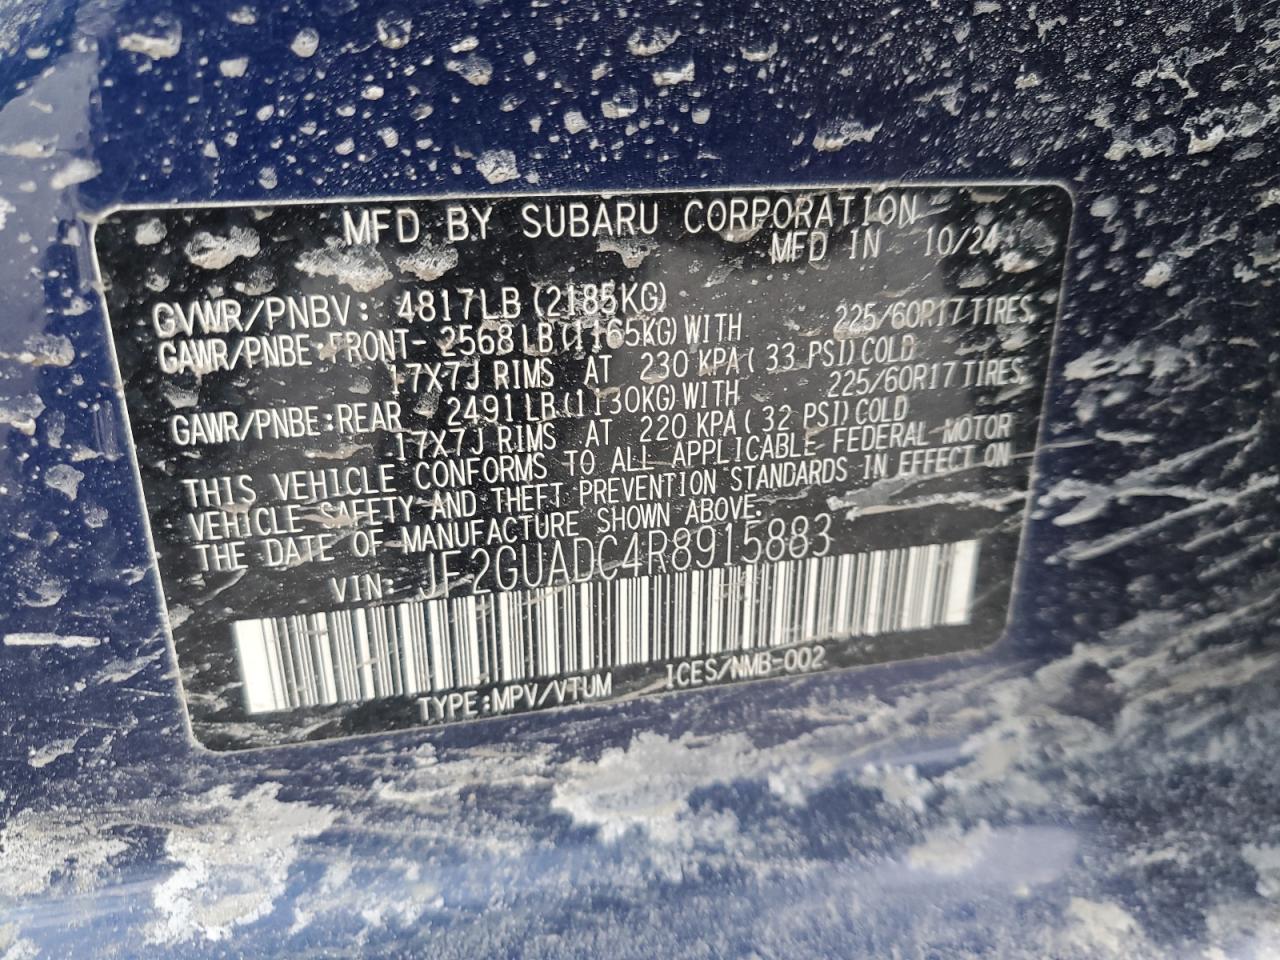 MFD BY SUBARU CORPORATION
MFD IN 10/24
GVWR/PNBV: 4817LB (2185KG)
GAWR/PNBE:FRONT- 2568LB(1165KG)WITH 225/60R17 TIRES
17X7J RIMS AT 230 KPA( 33 PSI)COLD
GAWR/PNBE:REAR 2491LB(1130KG)WITH 225/60R17 TIRES
17X7J RIMS AT 220 KPA( 32 PSI)COLD
THIS VEHICLE CONFORMS TO ALL APPLICABLE FEDERAL MOTOR
VEHICLE SAFETY AND THEFT PREVENTION STANDARDS IN EFFECT ON
THE DATE OF MANUFACTURE SHOWN ABOVE.
VIN: JF2GUADC4R8915883
TYPE:MPV/VTUM ICES/NMB-002